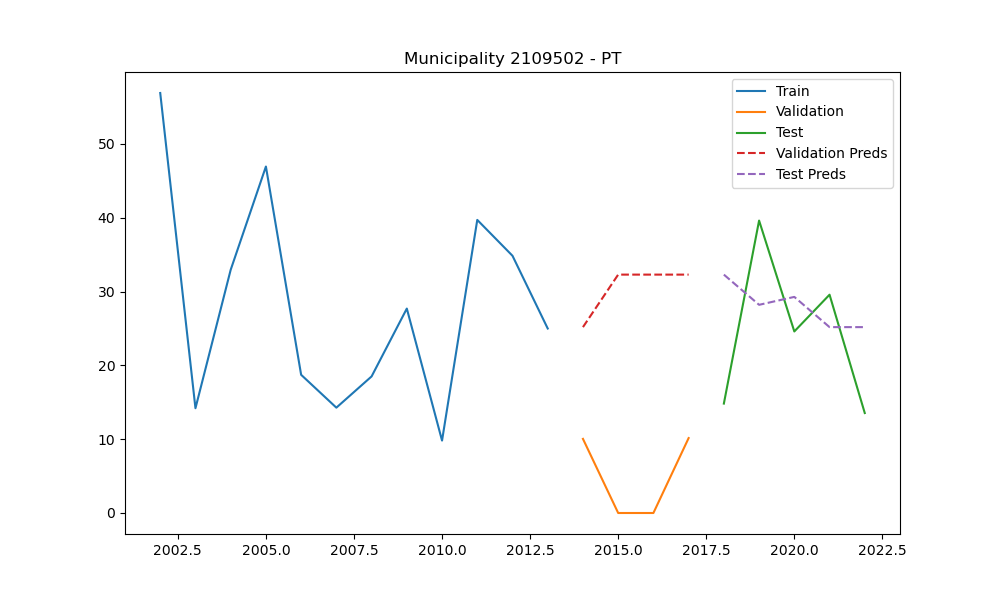 Municipality 2109502 - PT
Train
Validation
Test
Validation Preds
Test Preds
50
40
30
20
10
0
2002.5 2005.0 2007.5 2010.0 2012.5 2015.0 2017.5 2020.0 2022.5